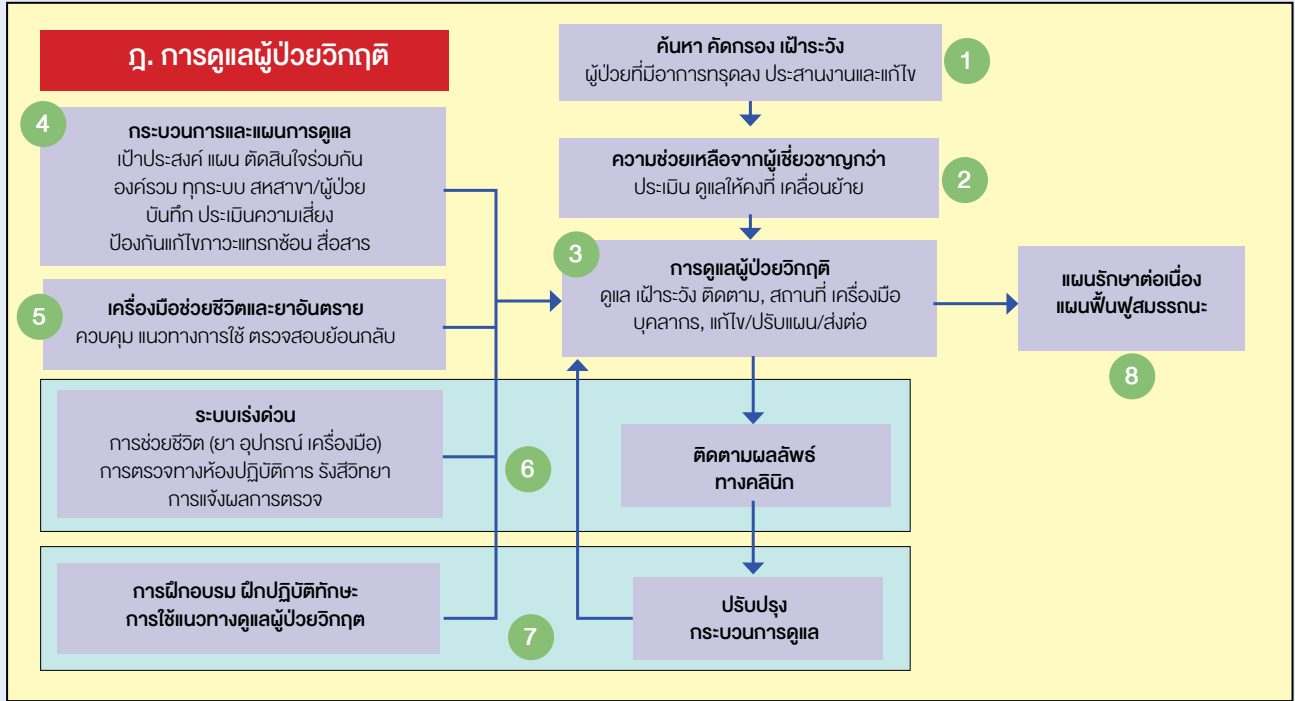 ฎ. การดูแลผู้ป่วยวิกฤติ
ค้นหา คัดกรอง เฝ้าระวัง
ผู้ป่วยที่มีอาการทรุดลง ประสานงานและแก้ไข
1
ความช่วยเหลือจากผู้เชี่ยวชาญกว่า
ประเมิน ดูแลให้คงที่ เคลื่อนย้าย
2
3
การดูแลผู้ป่วยวิกฤติ
ดูแล เฝ้าระวัง ติดตาม, สถานที่ เครื่องมือ
บุคลากร, แก้ไข/ปรับแผน/ส่งต่อ
4
กระบวนการและแผนการดูแล
เป้าประสงค์ แผน ตัดสินใจร่วมกัน
องค์รวม ทุกระบบ สหสาขา/ผู้ป่วย
บันทึก ประเมินความเสี่ยง
ป้องกันแก้ไขภาวะแทรกซ้อน สื่อสาร
5
เครื่องมือช่วยชีวิตและยาอันตราย
ควบคุม แนวทางการใช้ ตรวจสอบย้อนกลับ
ระบบเร่งด่วน
การช่วยชีวิต (ยา อุปกรณ์ เครื่องมือ)
การตรวจทางห้องปฏิบัติการ รังสีวิทยา
การแจ้งผลการตรวจ
6
ติดตามผลลัพธ์
ทางคลินิก
การฝึกอบรม ฝึกปฏิบัติทักษะ
การใช้แนวทางดูแลผู้ป่วยวิกฤต
7
ปรับปรุง
กระบวนการดูแล
แผนรักษาต่อเนื่อง
แผนฟื้นฟูสมรรถนะ
8